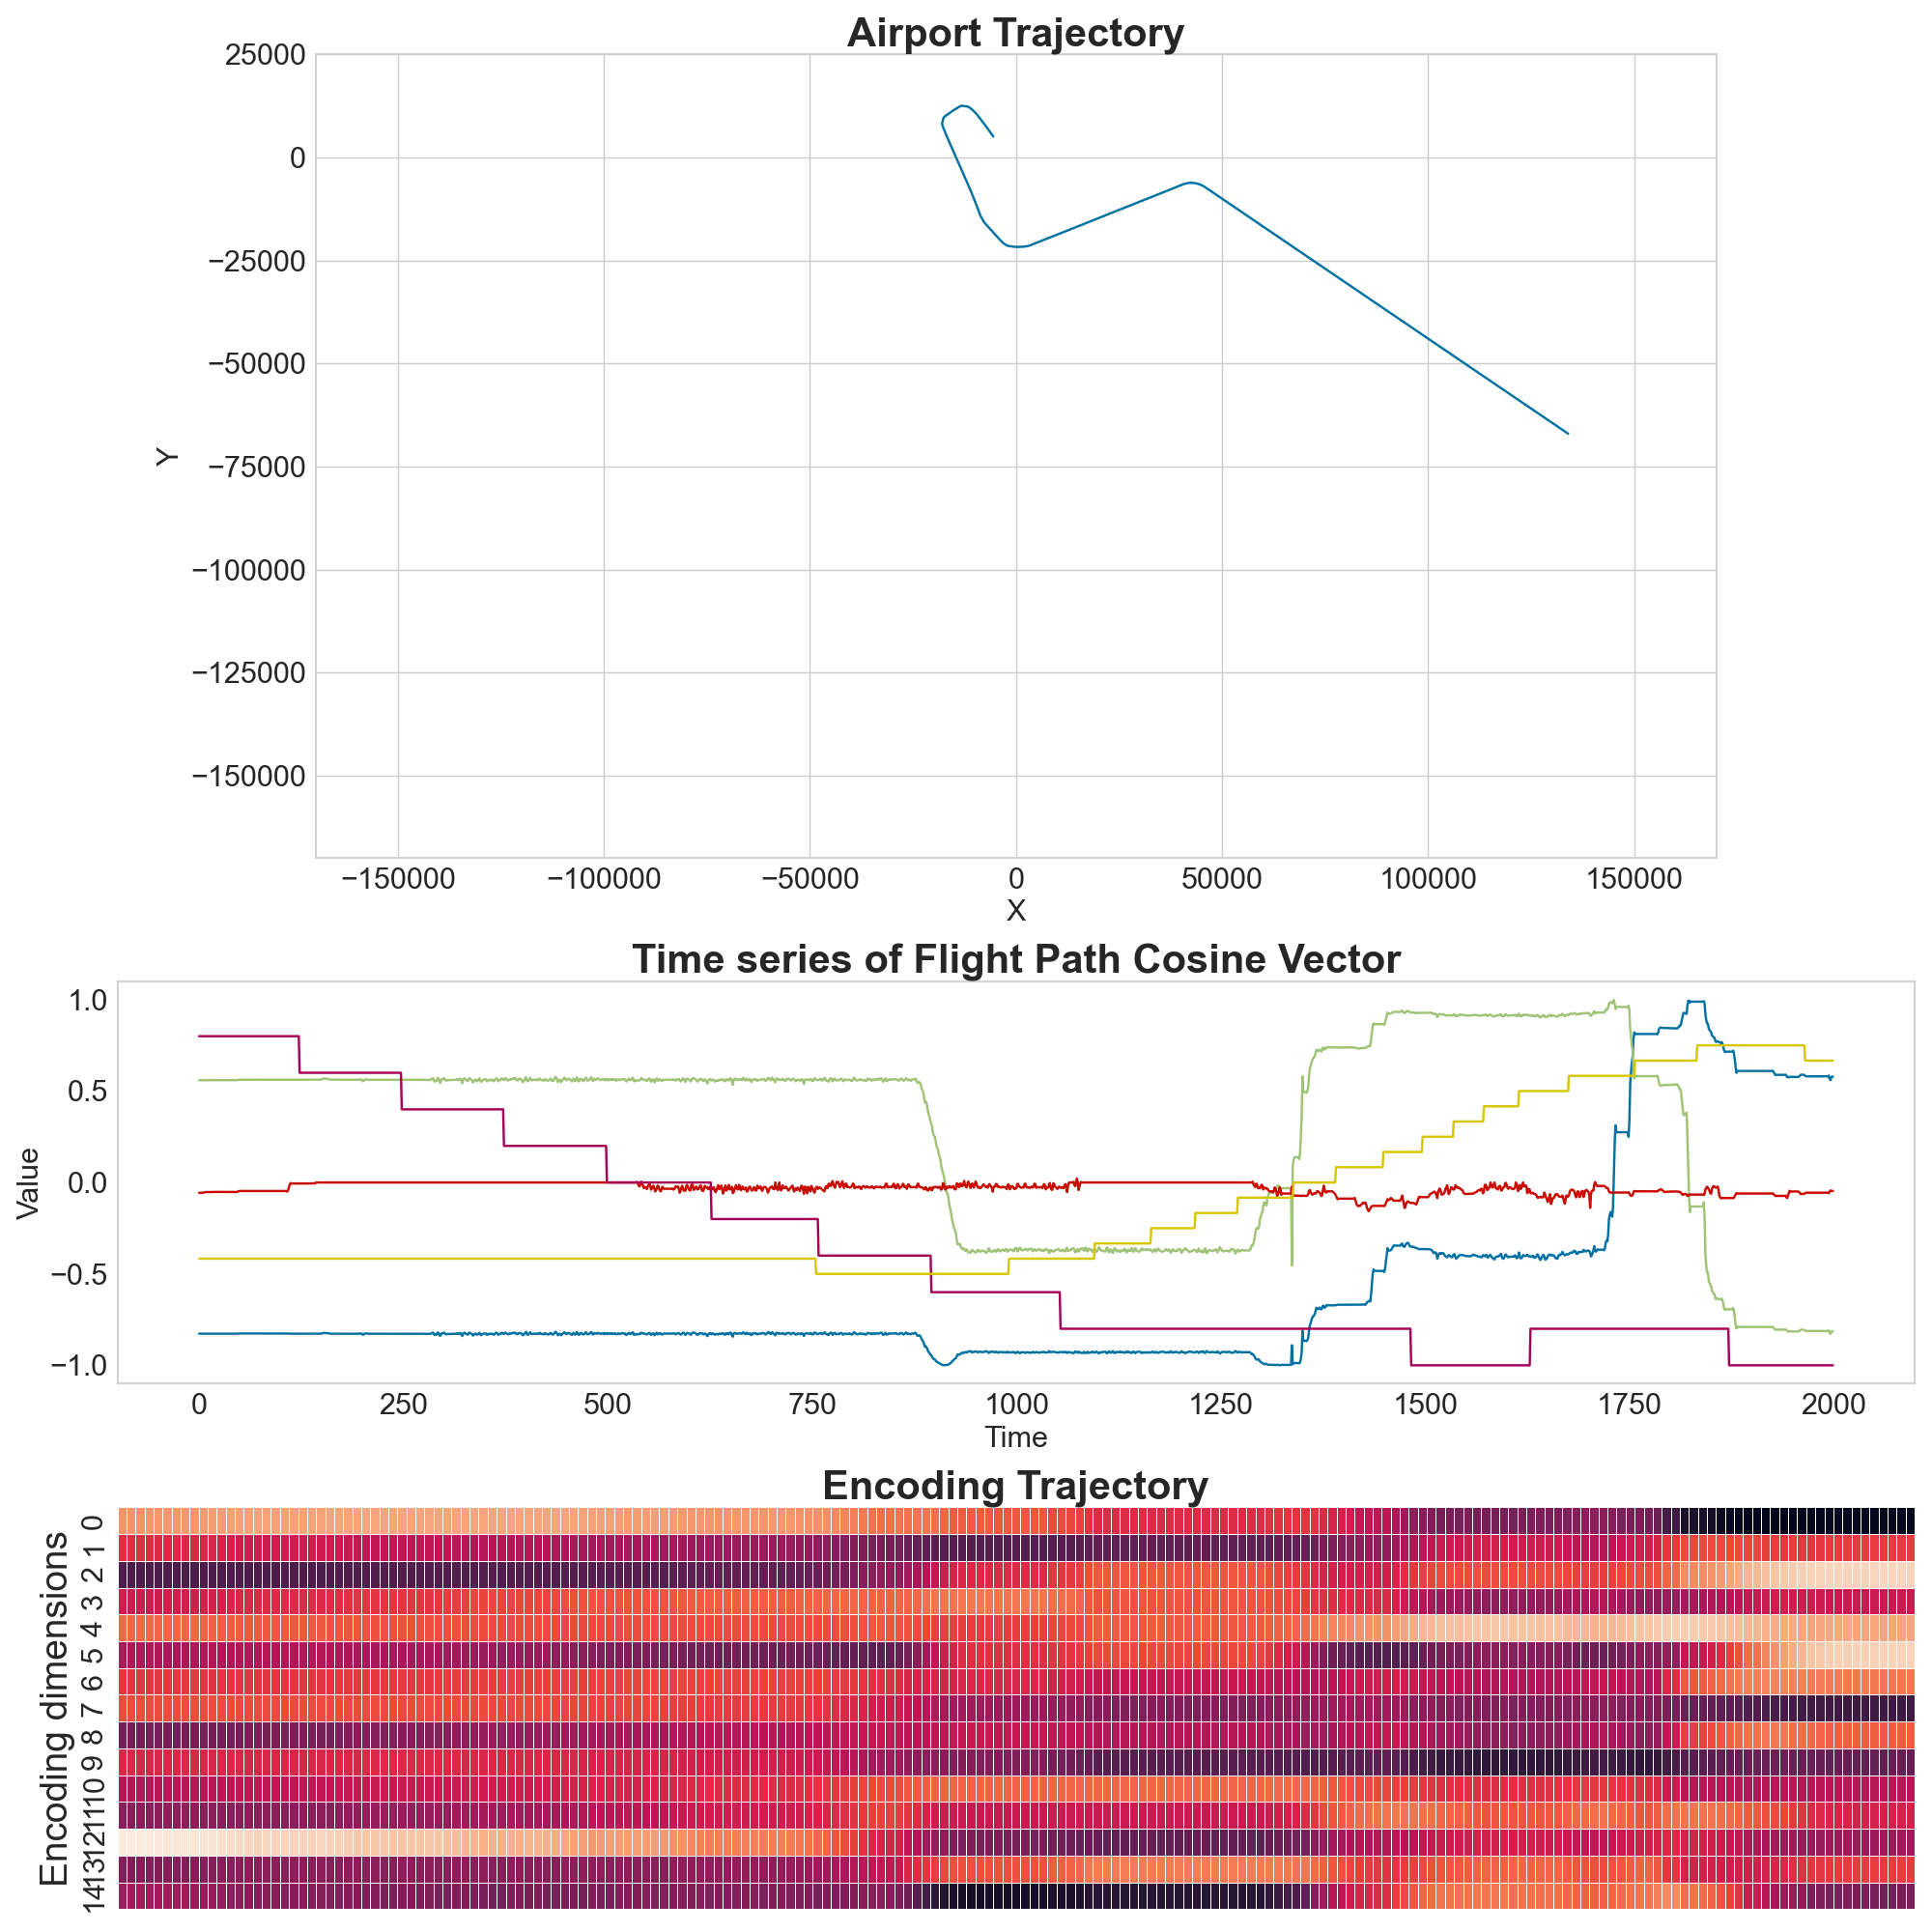 Airport Trajectory
25000
0
−25000
−50000
−75000
−100000
−125000
−150000
Y
−150000 −100000 −50000 0 50000 100000 150000
X
Time series of Flight Path Cosine Vector
1.0
0.5
0.0
−0.5
−1.0
Value
0 250 500 750 1000 1250 1500 1750 2000
Time
Encoding Trajectory
Encoding dimensions
0
1
2
3
4
5
6
7
8
9
10
11
12
13
14